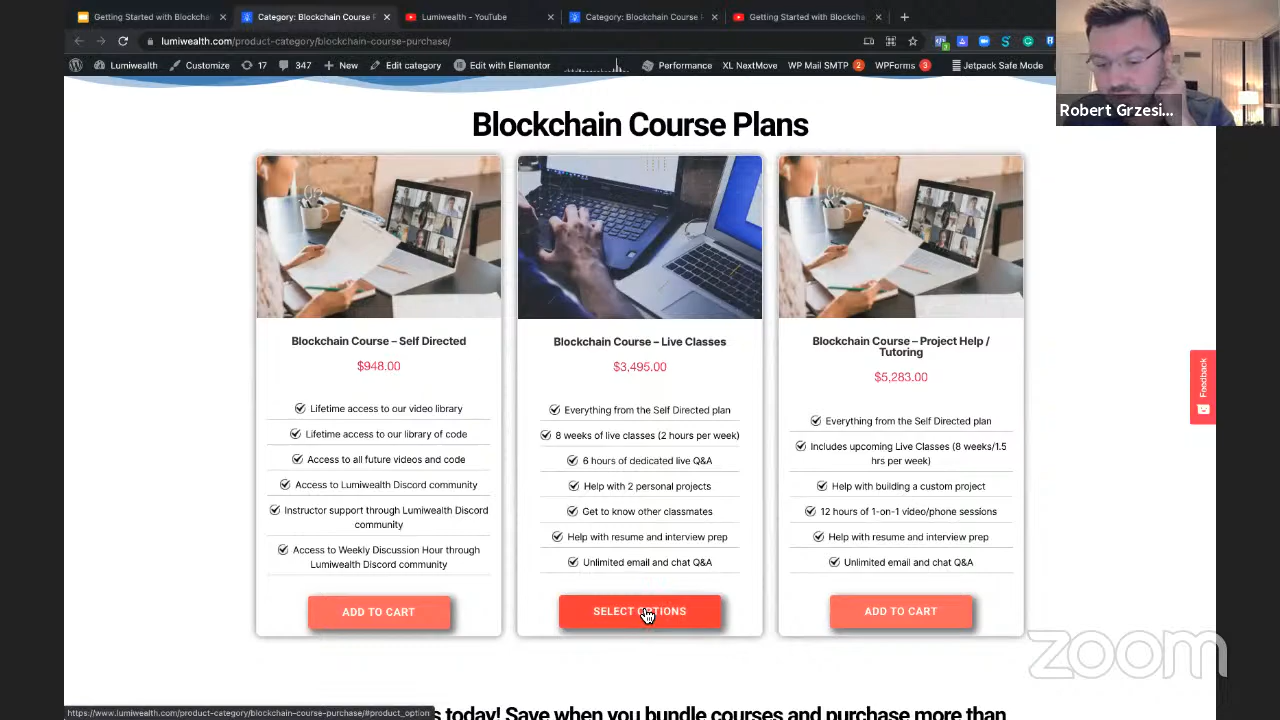 Getting Started with Blockch
Category: Blockchain Course P
Lumiwealth - YouTube
Category: Blockchain Course P
Getting Started with Blockcha
lumiwealth.com/product-category/blockchain-course-purchase/
Lumiwealth
Customize
17
347
New
Edit category
Edit with Elementor
Performance
XL NextMove
WP Mail SMTP 2
WPForms 3
Jetpack Safe Mode
Robert Grzesi...
Blockchain Course Plans
Blockchain Course – Self Directed
$948.00
Lifetime access to our video library
Lifetime access to our library of code
Access to all future videos and code
Access to Lumiwealth Discord community
Instructor support through Lumiwealth Discord
community
Access to Weekly Discussion Hour through
Lumiwealth Discord community
ADD TO CART
Blockchain Course – Live Classes
$3,495.00
Everything from the Self Directed plan
8 weeks of live classes (2 hours per week)
6 hours of dedicated live Q&A
Help with 2 personal projects
Get to know other classmates
Help with resume and interview prep
Unlimited email and chat Q&A
SELECT OPTIONS
Blockchain Course – Project Help /
Tutoring
$5,283.00
Everything from the Self Directed plan
Includes upcoming Live Classes (8 weeks/1.5
hrs per week)
Help with building a custom project
12 hours of 1-on-1 video/phone sessions
Help with resume and interview prep
Unlimited email and chat Q&A
ADD TO CART
Feedback
zoom
https://www.lumiwealth.com/product-category/blockchain-course-purchase/#product_option
s today! Save when you bundle courses and purchase more than